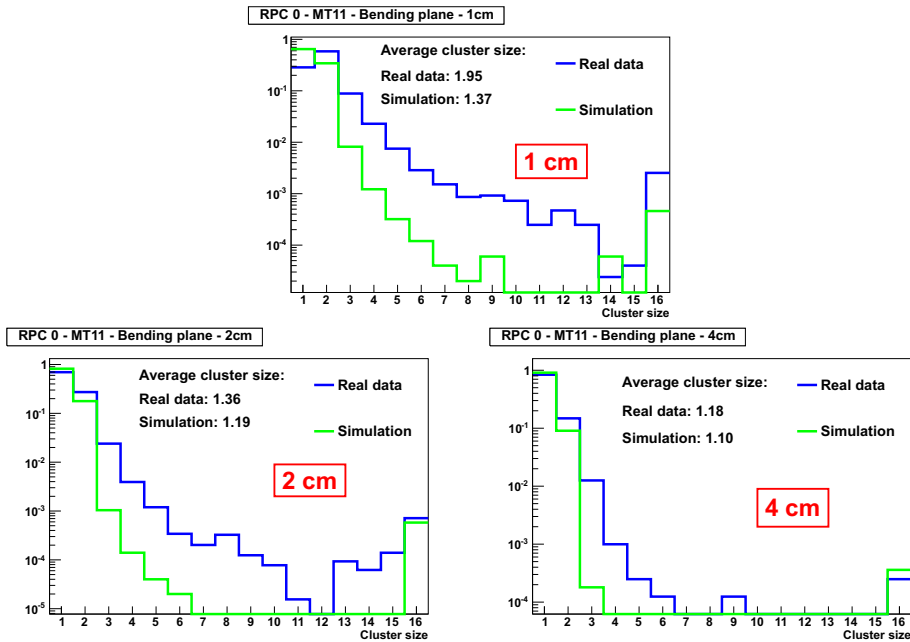 RPC 0 - MT11 - Bending plane - 1cm
Average cluster size:
Real data: 1.95
Simulation: 1.37
Real data
Simulation
1 cm
1
10-1
10-2
10-3
10-4
1 2 3 4 5 6 7 8 9 10 11 12 13 14 15 16
Cluster size
RPC 0 - MT11 - Bending plane - 2cm
Average cluster size:
Real data: 1.36
Simulation: 1.19
Real data
Simulation
2 cm
1
10-1
10-2
10-3
10-4
10-5
1 2 3 4 5 6 7 8 9 10 11 12 13 14 15 16
Cluster size
RPC 0 - MT11 - Bending plane - 4cm
Average cluster size:
Real data: 1.18
Simulation: 1.10
Real data
Simulation
4 cm
1
10-1
10-2
10-3
10-4
1 2 3 4 5 6 7 8 9 10 11 12 13 14 15 16
Cluster size